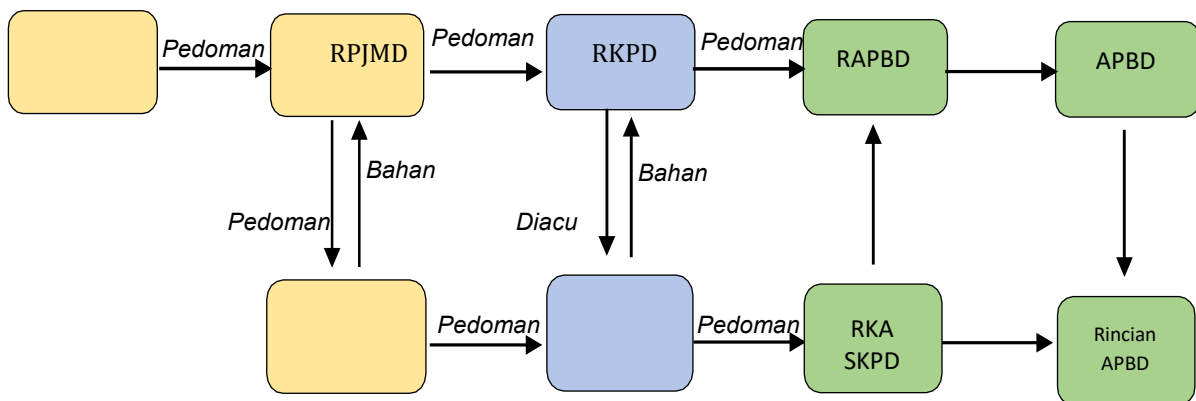 Pedoman
RPJMD
Pedoman
RKPD
Pedoman
RAPBD
APBD
Bahan
Pedoman
Bahan
Diacu
Pedoman
Pedoman
RKA
SKPD
Rincian
APBD